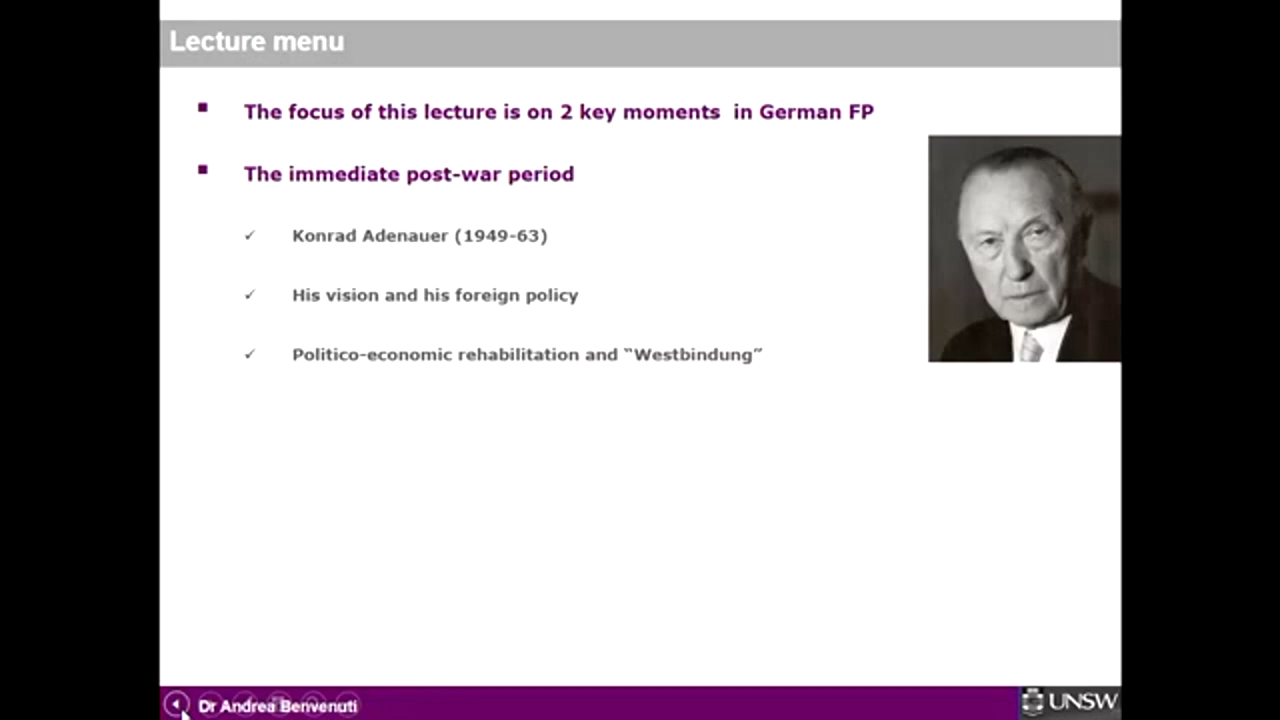 Lecture menu
The focus of this lecture is on 2 key moments in German FP
The immediate post-war period
Konrad Adenauer (1949-63)
His vision and his foreign policy
Politico-economic rehabilitation and “Westbindung”
Dr Andrea Benvenuti
UNSW